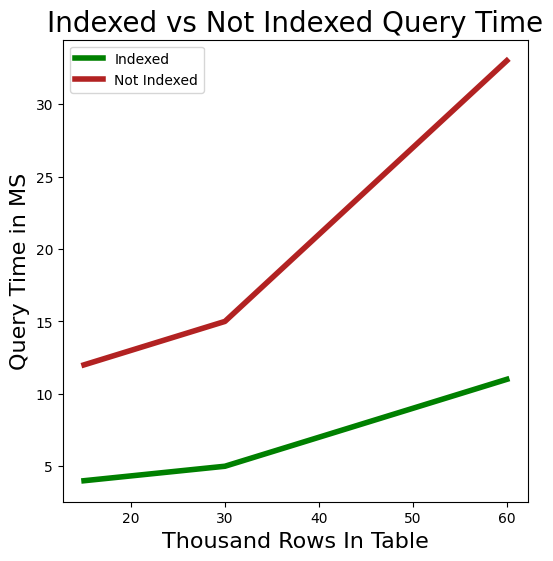 Indexed vs Not Indexed Query Time
Indexed
Not Indexed
Query Time in MS
30
25
20
15
10
5
20
30
40
50
60
Thousand Rows In Table